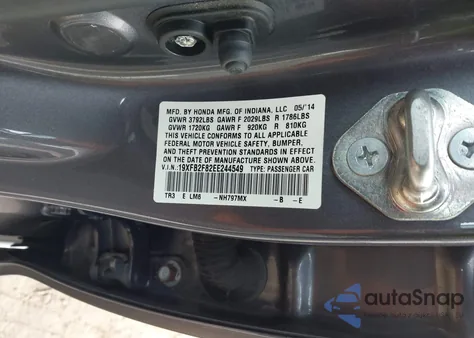 MFD. BY HONDA MFG. OF INDIANA, LLC 05/14
GVWR 3792LBS GAWR F 2029LBS R 1786LBS
GVWR 1720KG GAWR F 920KG R 810KG
THIS VEHICLE CONFORMS TO ALL APPLICABLE
FEDERAL MOTOR VEHICLE SAFETY, BUMPER,
AND THEFT PREVENTION STANDARDS IN EFFECT
ON THE DATE OF MANUFACTURE SHOWN ABOVE.
V.I.N. 19XFB2F82EE244549 TYPE: PASSENGER CAR
TR3 E LM6 -NH797MX -B -E
autoSnap